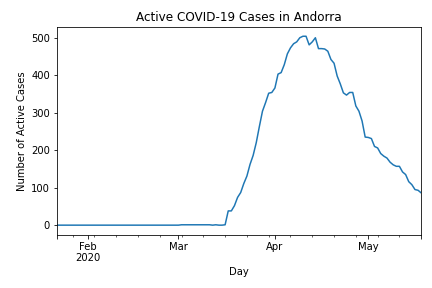 Active COVID-19 Cases in Andorra
Number of Active Cases
500
400
300
200
100
0
Feb
2020
Mar
Apr
May
Day